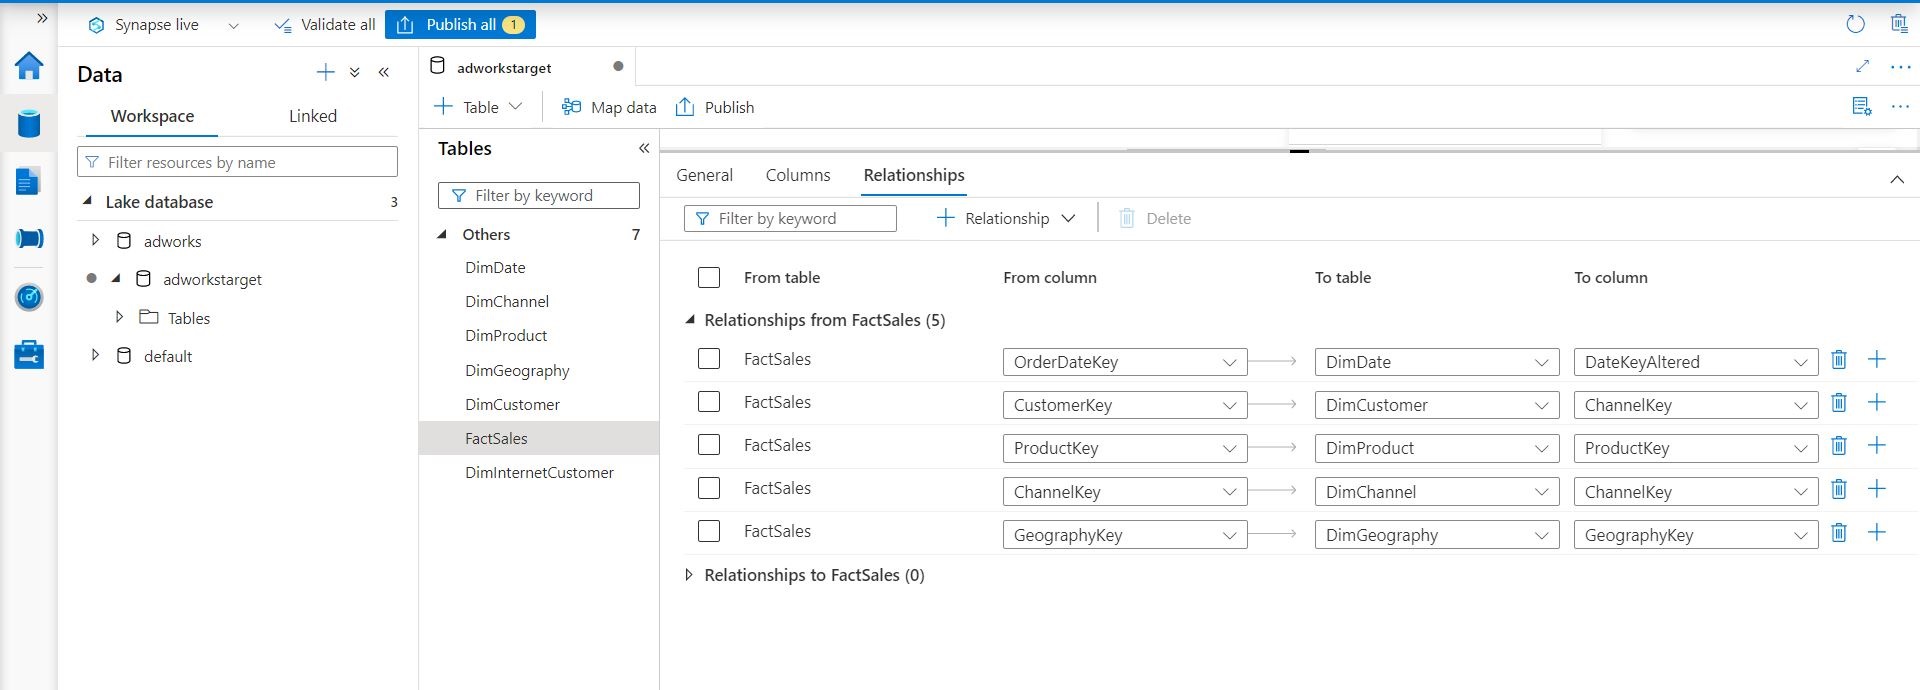 Synapse live Validate all Publish all 1
Data
Workspace Linked
Filter resources by name
Lake database 3
adworks
adworkstarget
Tables
default
adworkstarget
Table Map data Publish
Tables
Filter by keyword
Others 7
DimDate
DimChannel
DimProduct
DimGeography
DimCustomer
FactSales
DimInternetCustomer
General Columns Relationships
Filter by keyword Relationship Delete
From table From column To table To column
Relationships from FactSales (5)
FactSales OrderDateKey DimDate DateKeyAltered
FactSales CustomerKey DimCustomer ChannelKey
FactSales ProductKey DimProduct ProductKey
FactSales ChannelKey DimChannel ChannelKey
FactSales GeographyKey DimGeography GeographyKey
Relationships to FactSales (0)